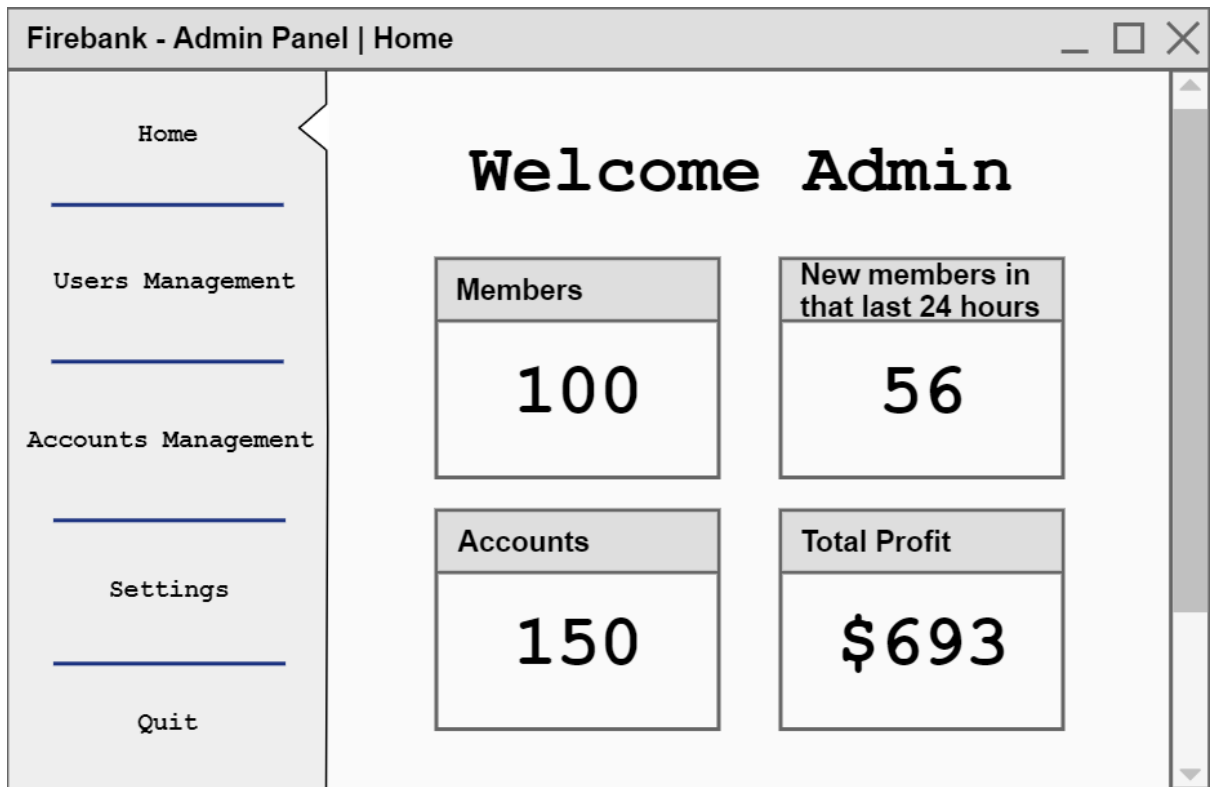 Firebank - Admin Panel | Home
Home
Users Management
Accounts Management
Settings
Quit
Welcome Admin
Members
100
New members in
that last 24 hours
56
Accounts
150
Total Profit
$693